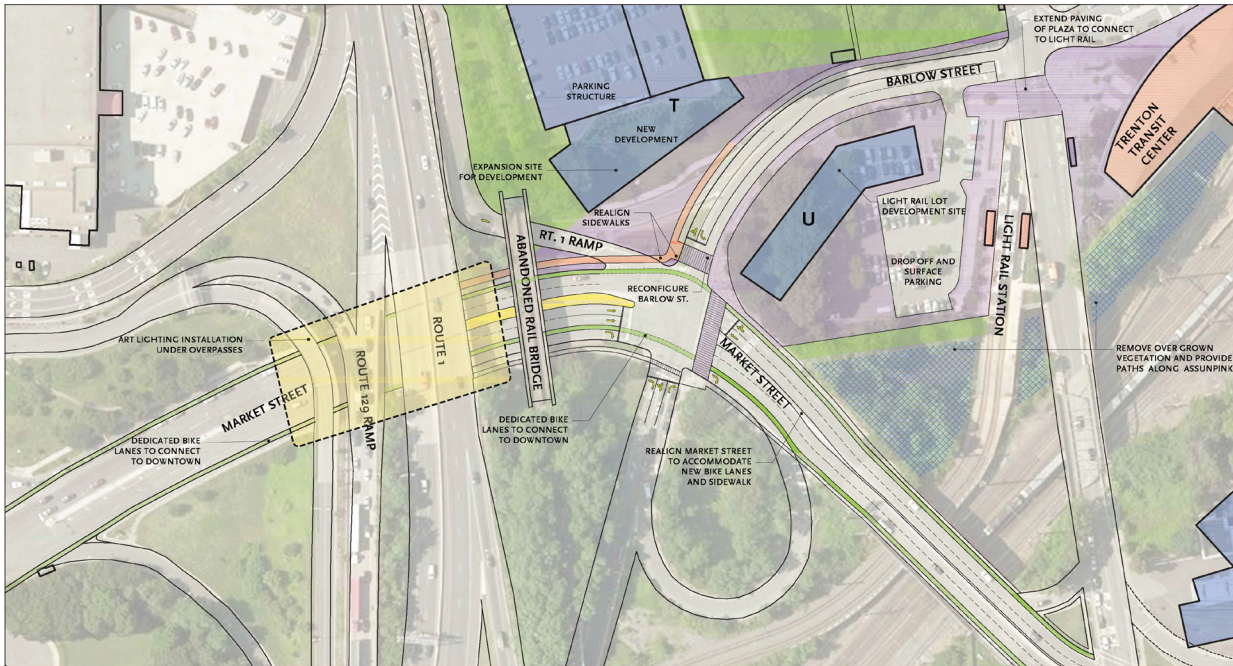 EXTEND PAVING
OF PLAZA TO CONNECT
TO LIGHT RAIL
BARLOW STREET
PARKING
STRUCTURE
T
NEW
DEVELOPMENT
TRENTON
TRANSIT
CENTER
EXPANSION SITE
FOR DEVELOPMENT
LIGHT RAIL LOT
DEVELOPMENT SITE
U
REALIGN
SIDEWALKS
RT. 1 RAMP
ABANDONED RAIL BRIDGE
LIGHT RAIL STATION
DROP OFF AND
SURFACE
PARKING
RECONFIGURE
BARLOW ST.
ROUTE 1
ART LIGHTING INSTALLATION
UNDER OVERPASSES
ROUTE 129
RAMP
MARKET STREET
MARKET STREET
REMOVE OVER GROWN
VEGETATION AND PROVIDE
PATHS ALONG ASSUNPINK
DEDICATED BIKE
LANES TO CONNECT
TO DOWNTOWN
DEDICATED BIKE
LANES TO CONNECT
TO DOWNTOWN
REALIGN MARKET STREET
TO ACCOMMODATE
NEW BIKE LANES
AND SIDEWALK